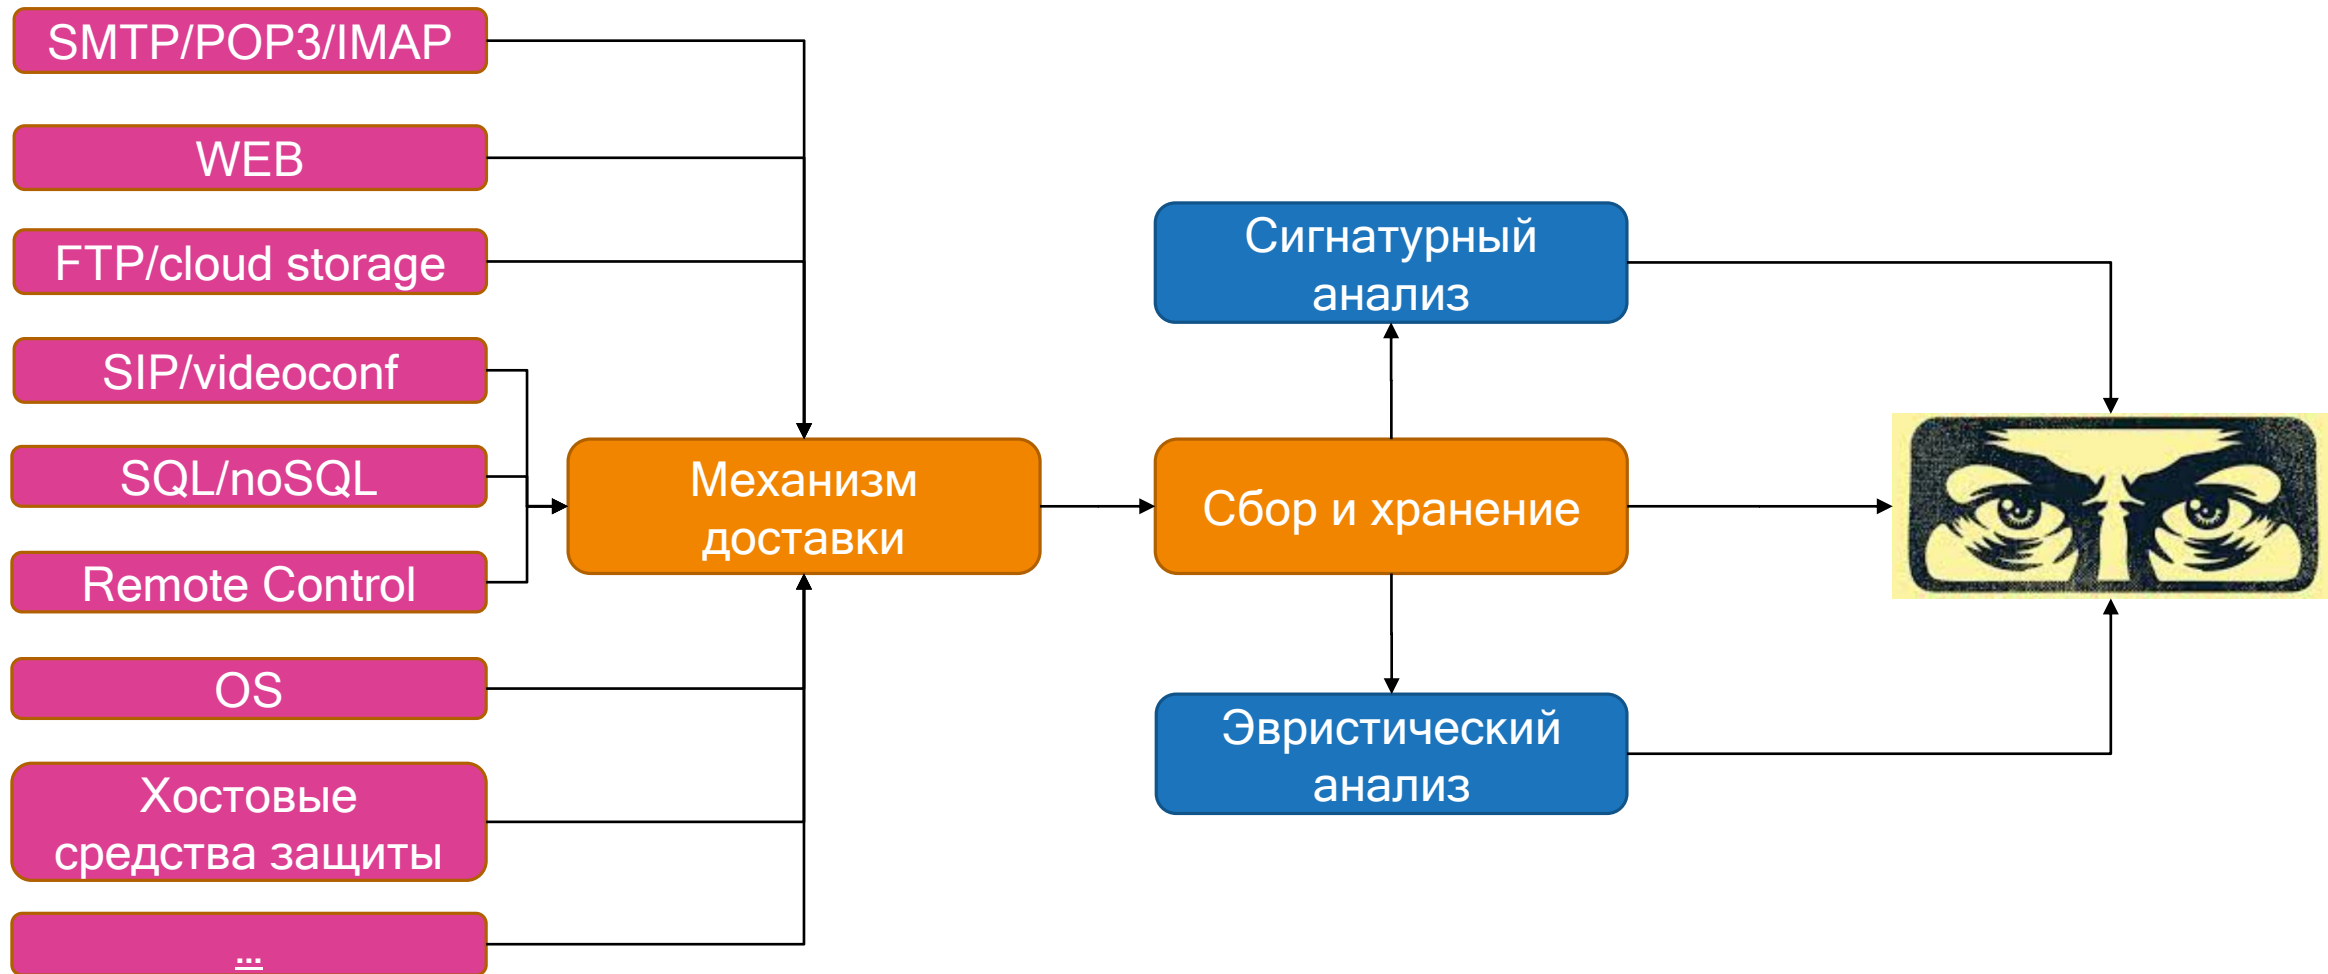 SMTP/POP3/IMAP
WEB
FTP/cloud storage
SIP/videoconf
SQL/noSQL
Remote Control
OS
Хостовые
средства защиты
...
Механизм
доставки
Сигнатурный
анализ
Сбор и хранение
Эвристический
анализ